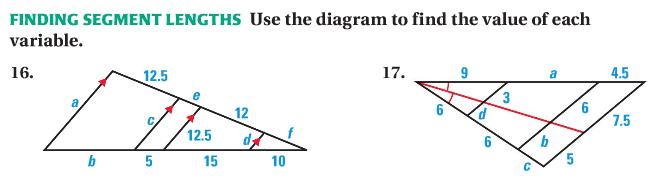 FINDING SEGMENT LENGTHS Use the diagram to find the value of each
variable.
16.
12.5
a
e
c
12
12.5
d
f
b
5
15
10
17.
9
a
4.5
3
6
d
6
7.5
6
b
c
5